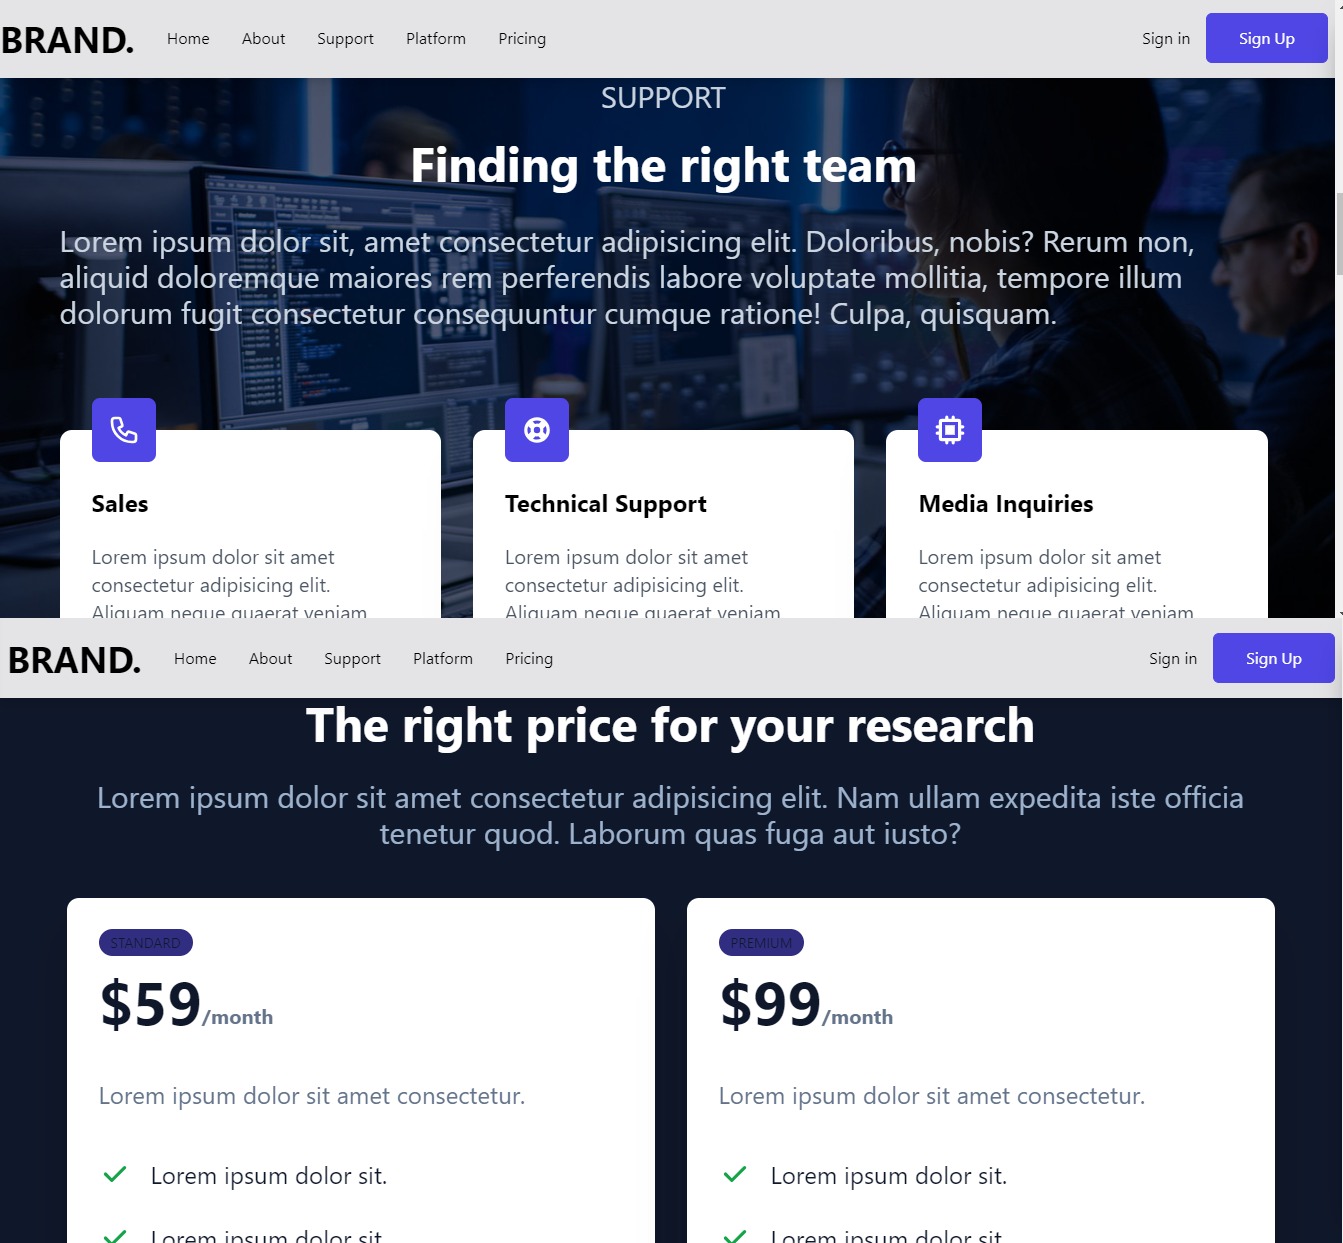 BRAND. Home About Support Platform Pricing Sign in Sign Up
SUPPORT
Finding the right team
Lorem ipsum dolor sit, amet consectetur adipisicing elit. Doloribus, nobis? Rerum non,
aliquid doloremque maiores rem perferendis labore voluptate mollitia, tempore illum
dolorum fugit consectetur consequuntur cumque ratione! Culpa, quisquam.
Sales
Lorem ipsum dolor sit amet
consectetur adipisicing elit.
Aliquam neque quaerat veniam
Technical Support
Lorem ipsum dolor sit amet
consectetur adipisicing elit.
Aliquam neque quaerat veniam
Media Inquiries
Lorem ipsum dolor sit amet
consectetur adipisicing elit.
Aliquam neque quaerat veniam
BRAND. Home About Support Platform Pricing Sign in Sign Up
The right price for your research
Lorem ipsum dolor sit amet consectetur adipisicing elit. Nam ullam expedita iste officia
tenetur quod. Laborum quas fuga aut iusto?
STANDARD
$59/month
Lorem ipsum dolor sit amet consectetur.
Lorem ipsum dolor sit.
Lorem ipsum dolor sit.
PREMIUM
$99/month
Lorem ipsum dolor sit amet consectetur.
Lorem ipsum dolor sit.
Lorem ipsum dolor sit.